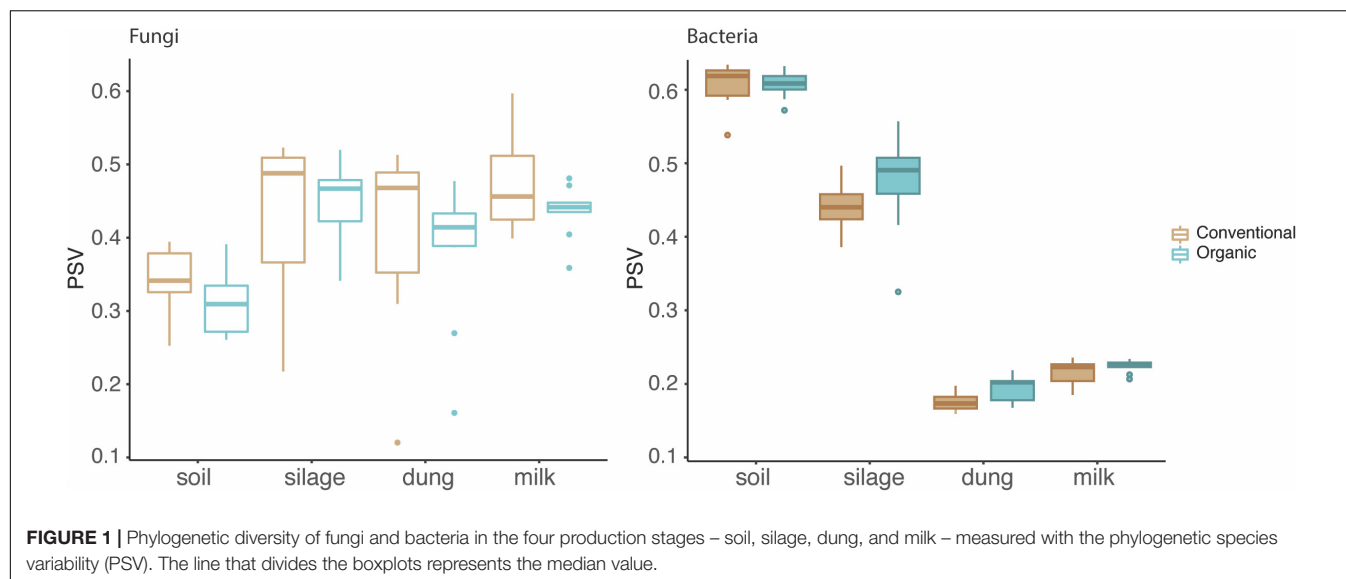 Fungi
PSV
0.6
0.5
0.4
0.3
0.2
0.1
soil silage dung milk
Bacteria
PSV
0.6
0.5
0.4
0.3
0.2
0.1
soil silage dung milk
Conventional
Organic
FIGURE 1 | Phylogenetic diversity of fungi and bacteria in the four production stages – soil, silage, dung, and milk – measured with the phylogenetic species
variability (PSV). The line that divides the boxplots represents the median value.